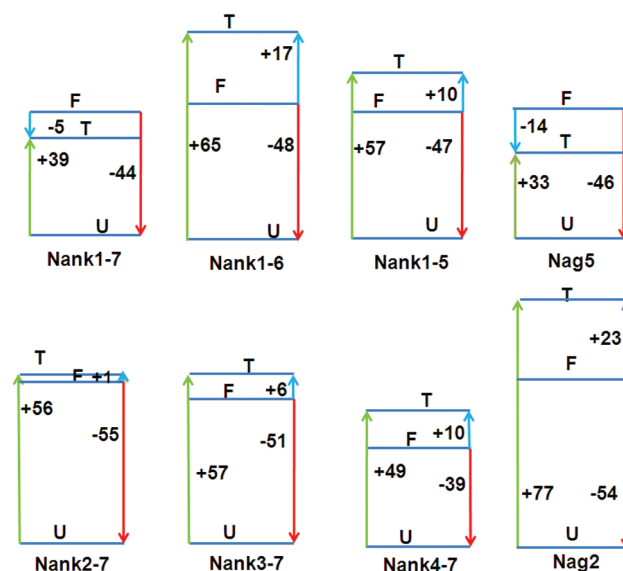 F
-5 T
+39
-44
U
Nank1-7
T
+17
F
+65
-48
U
Nank1-6
T
+10
F
+57
-47
U
Nank1-5
F
-14
T
+33
-46
U
Nag5
T
F +1
+56
-55
U
Nank2-7
T
F +6
-51
+57
U
Nank3-7
T
F +10
+49 -39
U
Nank4-7
T
+23
F
+77 -54
U
Nag2